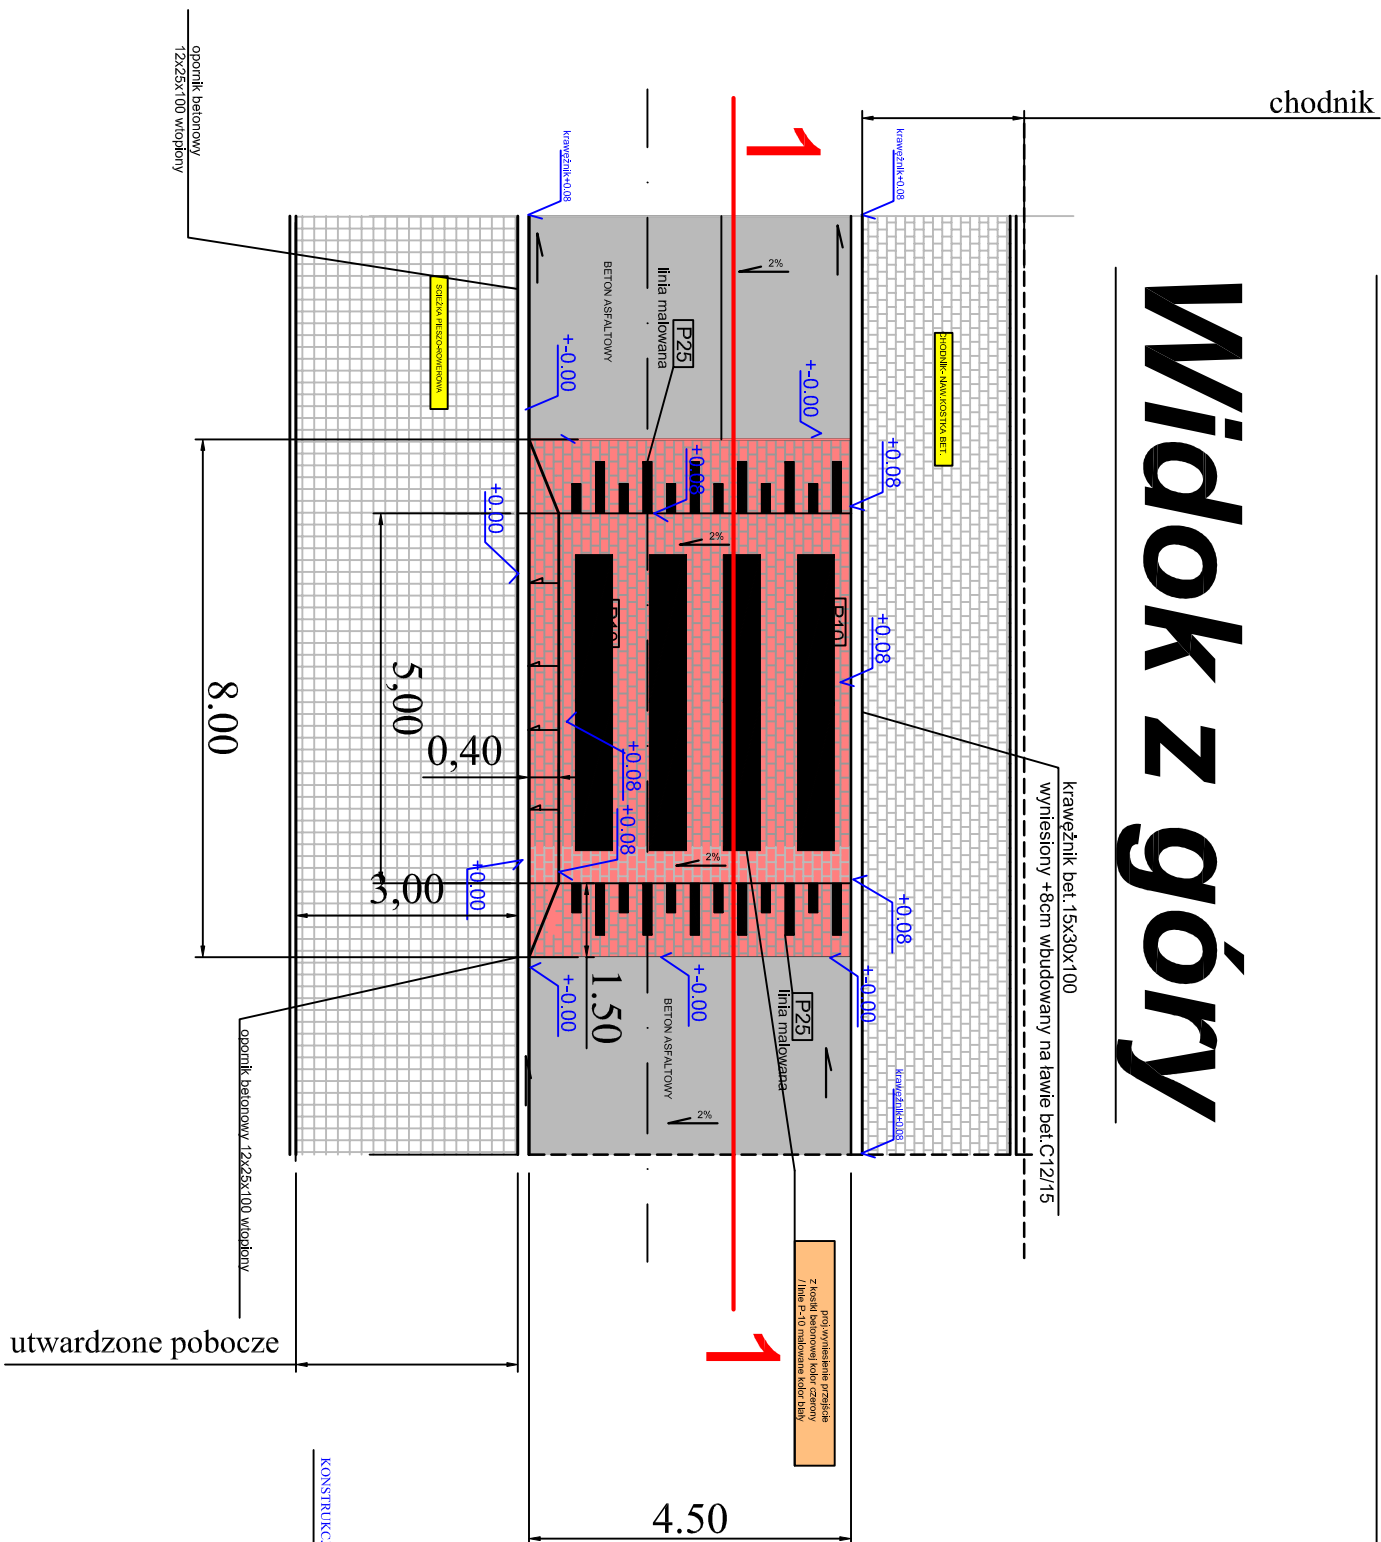 Widok z góry
chodnik
opornik betonowy
12x25x100 wtopiony
krawężnik+0.08
krawężnik+0.08
1
2%
BETON ASFALTOWY
linia malowana
P25
SCIEŻKA PIESZO-ROWEROWA
CHODNIK- NAW.KOSTKA BET.
+-0.00
+-0.00
+0.08
+0.08
+0.00
2%
P10
P10
+0.08
krawężnik bet.15x30x100
wyniesiony +8cm wbudowany na ławie bet.C12/15
8.00
5,00
0,40
+0.08
+0.08
2%
3,00
+0.00
+0.08
1.50
+-0.00
+-0.00
+-0.00
P25
linia malowana
BETON ASFALTOWY
2%
krawężnik+0.08
opornik betonowy 12x25x100 wtopiony
utwardzone pobocze
1
proj.wyniesienie przejście
z kostki betonowej kolor czerony
/ linie P-10 malowane kolor biały
4.50
KONSTRUKC.